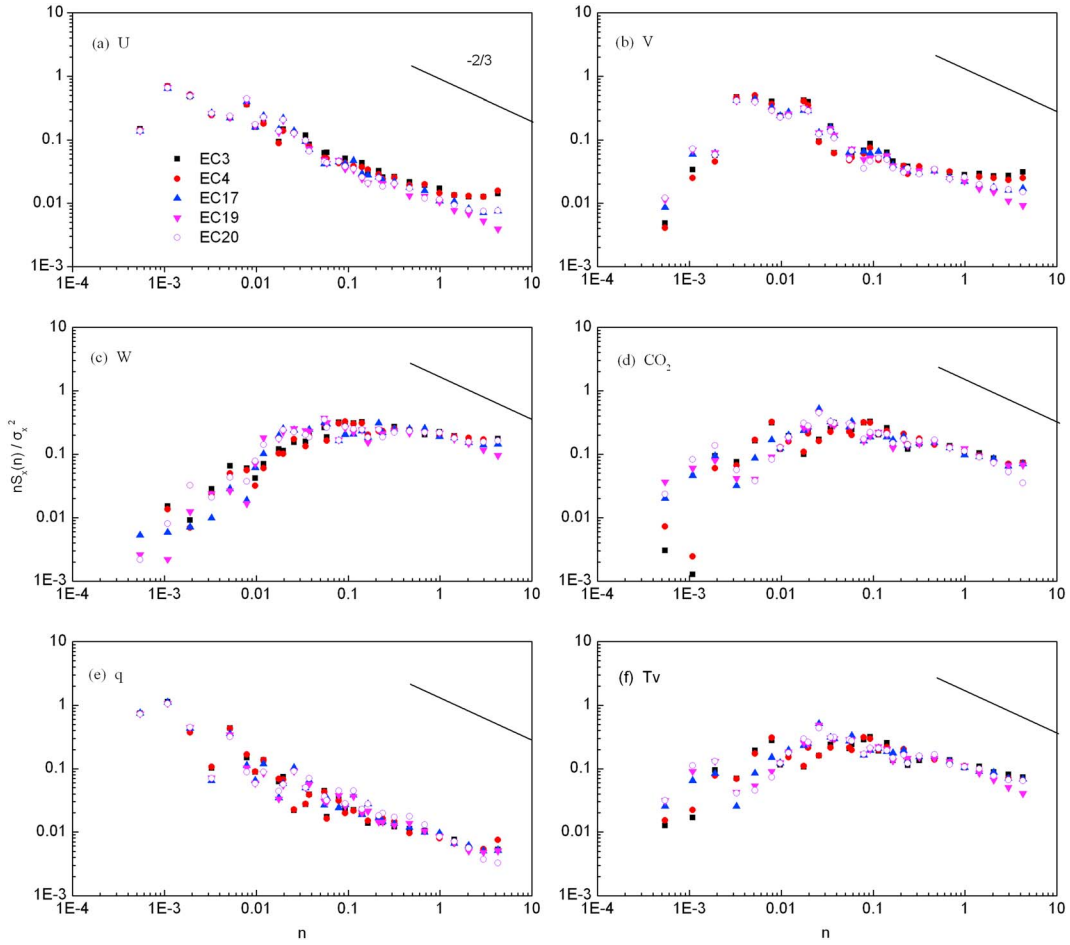 (a) U
-2/3
10
1
0.1
0.01
1E-3
EC3
EC4
EC17
EC19
EC20
1E-4 1E-3 0.01 0.1 1 10
(b) V
10
1
0.1
0.01
1E-3
1E-4 1E-3 0.01 0.1 1 10
nSₓ(n) / σₓ²
(c) W
10
1
0.1
0.01
1E-3
1E-4 1E-3 0.01 0.1 1 10
(d) CO₂
10
1
0.1
0.01
1E-3
1E-4 1E-3 0.01 0.1 1 10
(e) q
10
1
0.1
0.01
1E-3
1E-4 1E-3 0.01 0.1 1 10
n
(f) Tv
10
1
0.1
0.01
1E-3
1E-4 1E-3 0.01 0.1 1 10
n